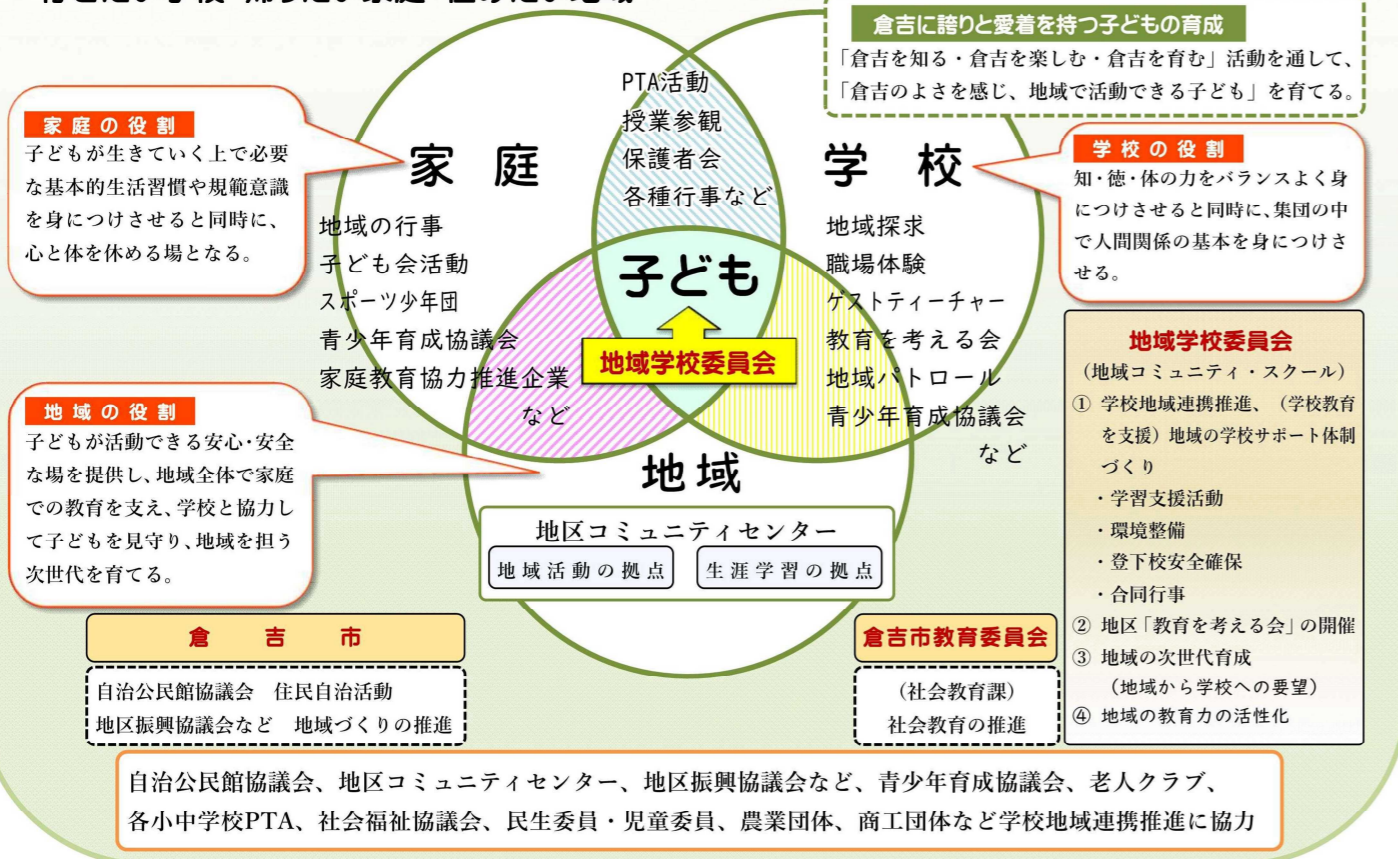 行きたい学校・帰りたい家庭・住みたい地域
倉吉に誇りと愛着を持つ子どもの育成
「倉吉を知る・倉吉を楽しむ・倉吉を育む」活動を通して、
「倉吉のよさを感じ、地域で活動できる子ども」を育てる。
家庭の役割
子どもが生きていく上で必要
な基本的生活習慣や規範意識
を身につけさせると同時に、
心と体を休める場となる。
家庭
地域の行事
子ども会活動
スポーツ少年団
青少年育成協議会
家庭教育協力推進企業
など
PTA活動
授業参観
保護者会
各種行事など
学校
地域探求
職場体験
ゲストティーチャー
教育を考える会
地域パトロール
青少年育成協議会
など
学校の役割
知・徳・体の力をバランスよく身
につけさせると同時に、集団の中
で人間関係の基本を身につけさ
せる。
子ども
地域学校委員会
地域の役割
子どもが活動できる安心・安全
な場を提供し、地域全体で家庭
での教育を支え、学校と協力し
て子どもを見守り、地域を担う
次世代を育てる。
地域
地区コミュニティセンター
地域活動の拠点
生涯学習の拠点
地域学校委員会
(地域コミュニティ・スクール)
① 学校地域連携推進、(学校教育
を支援)地域の学校サポート体制
づくり
・学習支援活動
・環境整備
・登下校安全確保
・合同行事
② 地区「教育を考える会」の開催
③ 地域の次世代育成
(地域から学校への要望)
④ 地域の教育力の活性化
倉吉市
自治公民館協議会 住民自治活動
地区振興協議会など 地域づくりの推進
倉吉市教育委員会
(社会教育課)
社会教育の推進
自治公民館協議会、地区コミュニティセンター、地区振興協議会など、青少年育成協議会、老人クラブ、
各小中学校PTA、社会福祉協議会、民生委員・児童委員、農業団体、商工団体など学校地域連携推進に協力